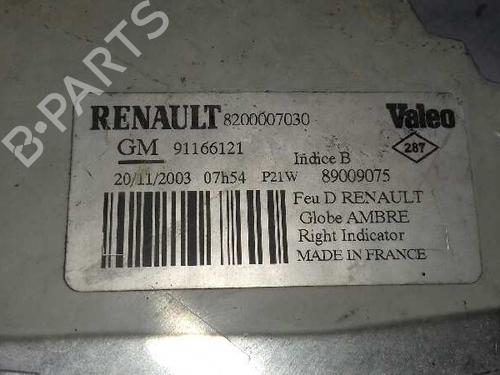 RENAULT 8200007030 Valeo
GM 91166121 Indice B 287
20/11/2003 07h54 P21W 89009075
Feu D RENAULT
Globe AMBRE
Right Indicator
MADE IN FRANCE
B-PARTS